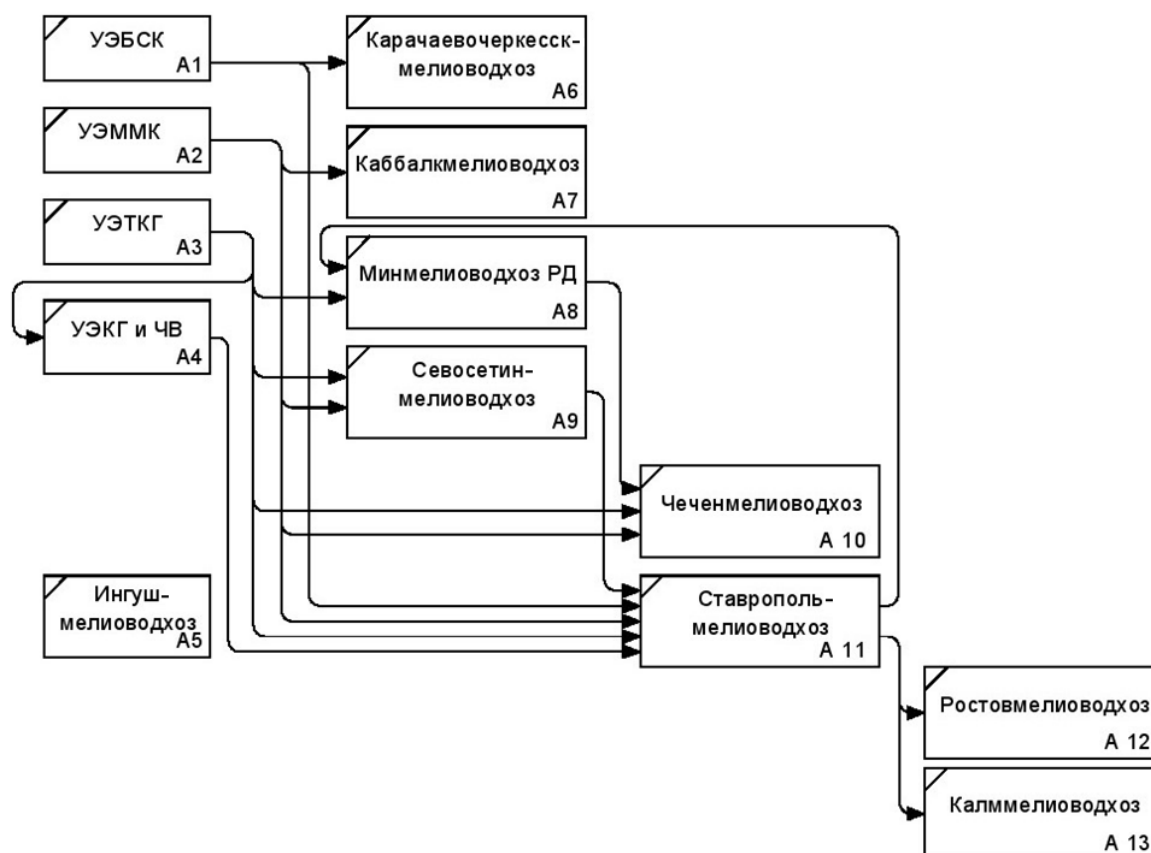 УЭБСК
А1
УЭММК
А2
УЭТКГ
А3
УЭКГ и ЧВ
А4
Ингуш-
мелиоводхоз
А5
Карачаевочеркесск-
мелиоводхоз
А6
Каббалкмелиоводхоз
А7
Минмелиоводхоз РД
А8
Севосетин-
мелиоводхоз
А9
Чеченмелиоводхоз
А 10
Ставрополь-
мелиоводхоз
А 11
Ростовмелиоводхоз
А 12
Калммелиоводхоз
А 13